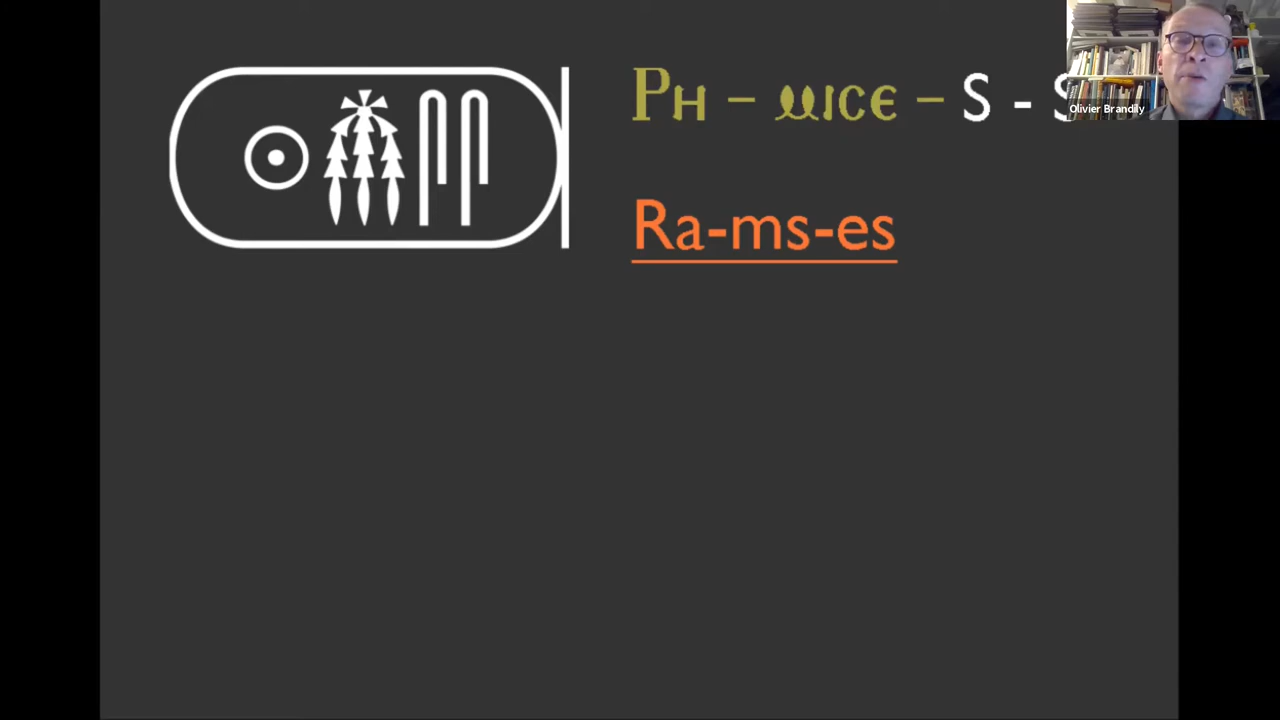 𓇳𓄟𓋴𓋴
Ⲣⲏ – ⲙⲓⲥⲉ – S - S
Olivier Brandily
Ra-ms-es